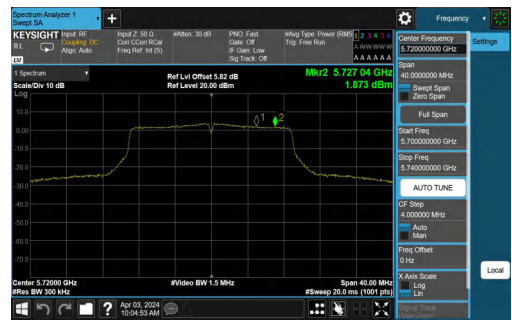 Spectrum Analyzer 1
Swept SA
Frequency
KEYSIGHT
Input: RF
Coupling: DC
Align: Auto
Input Z: 50 Ω
Corr CCorr RCal
Freq Ref: Int (S)
#Atten: 30 dB
PNO: Fast
Gate: Off
IF Gain: Low
Sig Track: Off
#Avg Type: Power (RMS
Trig: Free Run
1 2 3 4 5 6
A W W W W W
A A A A A A
RL
LV
1 Spectrum
Scale/Div 10 dB
Log
Ref Lvl Offset 5.82 dB
Ref Level 20.00 dBm
Mkr2 5.727 04 GHz
1.873 dBm
1
2
10.0
0.00
-10.0
-20.0
-30.0
-40.0
-50.0
-60.0
-70.0
Center 5.72000 GHz
#Res BW 300 kHz
#Video BW 1.5 MHz
Span 40.00 MHz
#Sweep 20.0 ms (1001 pts)
Center Frequency
5.720000000 GHz
Settings
Span
40.0000000 MHz
Swept Span
Zero Span
Full Span
Start Freq
5.700000000 GHz
Stop Freq
5.740000000 GHz
AUTO TUNE
CF Step
4.000000 MHz
Auto
Man
Freq Offset
0 Hz
X Axis Scale
Log
Lin
Signal Track
Local
Apr 03, 2024
10:04:53 AM